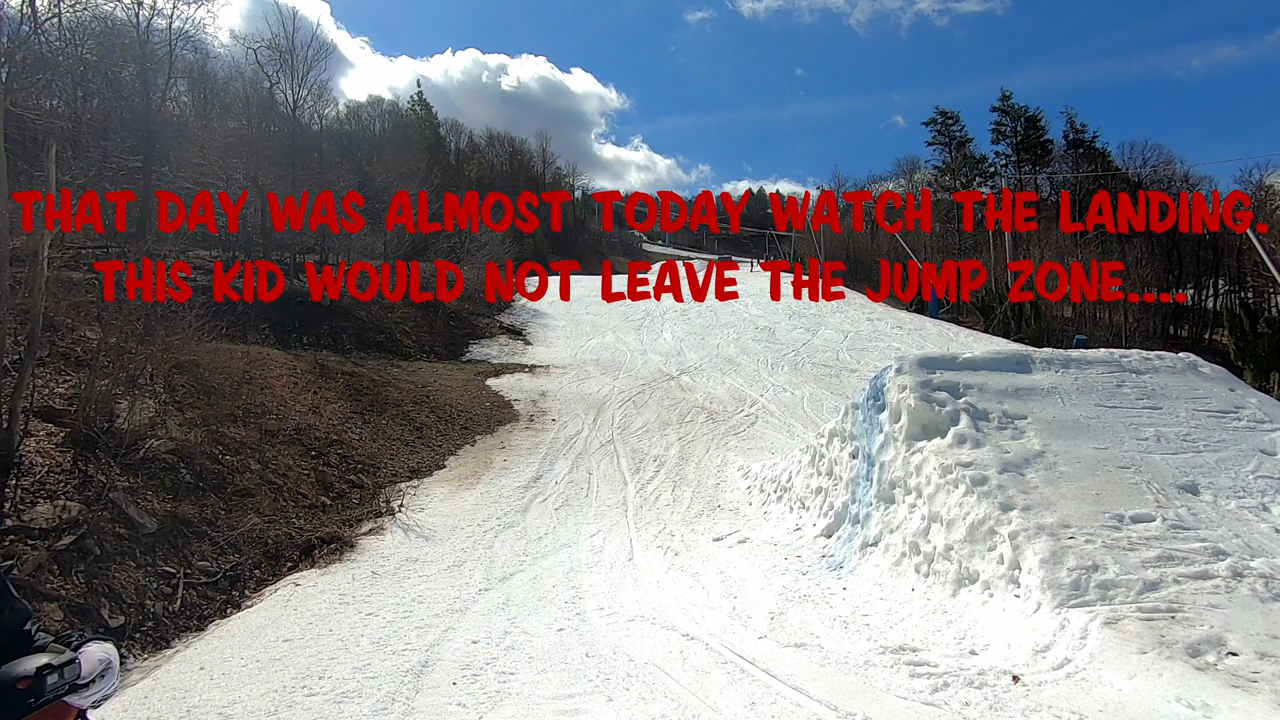 THAT DAY WAS ALMOST TODAY WATCH THE LANDING.
THIS KID WOULD NOT LEAVE THE JUMP ZONE....